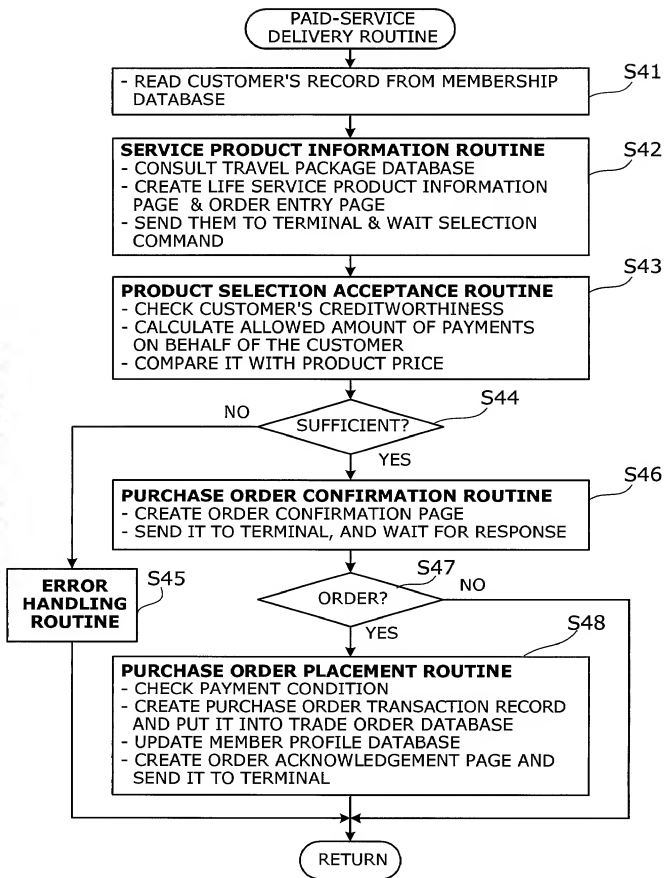 PAID-SERVICE
DELIVERY ROUTINE
S41
- READ CUSTOMER'S RECORD FROM MEMBERSHIP
DATABASE
S42
SERVICE PRODUCT INFORMATION ROUTINE
- CONSULT TRAVEL PACKAGE DATABASE
- CREATE LIFE SERVICE PRODUCT INFORMATION
PAGE & ORDER ENTRY PAGE
- SEND THEM TO TERMINAL & WAIT SELECTION
COMMAND
S43
PRODUCT SELECTION ACCEPTANCE ROUTINE
- CHECK CUSTOMER'S CREDITWORTHINESS
- CALCULATE ALLOWED AMOUNT OF PAYMENTS
ON BEHALF OF THE CUSTOMER
- COMPARE IT WITH PRODUCT PRICE
S44
NO
SUFFICIENT?
YES
S46
PURCHASE ORDER CONFIRMATION ROUTINE
- CREATE ORDER CONFIRMATION PAGE
- SEND IT TO TERMINAL, AND WAIT FOR RESPONSE
S45
ERROR
HANDLING
ROUTINE
S47
NO
ORDER?
YES
S48
PURCHASE ORDER PLACEMENT ROUTINE
- CHECK PAYMENT CONDITION
- CREATE PURCHASE ORDER TRANSACTION RECORD
AND PUT IT INTO TRADE ORDER DATABASE
- UPDATE MEMBER PROFILE DATABASE
- CREATE ORDER ACKNOWLEDGEMENT PAGE AND
SEND IT TO TERMINAL
RETURN